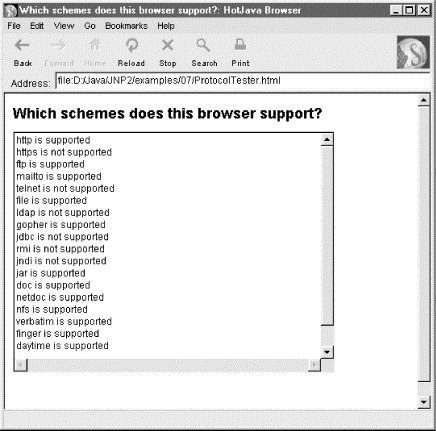 Which schemes does this browser support?: HotJava Browser
File Edit View Go Bookmarks Help
Back Forward Home Reload Stop Search Print
Address: file:D:/Java/JNP2/examples/07/ProtocolTester.html
Which schemes does this browser support?
http is supported
https is not supported
ftp is supported
mailto is supported
telnet is not supported
file is supported
ldap is not supported
gopher is supported
jdbc is not supported
rmi is not supported
jndi is not supported
jar is supported
doc is supported
netdoc is supported
nfs is supported
verbatim is supported
finger is supported
daytime is supported